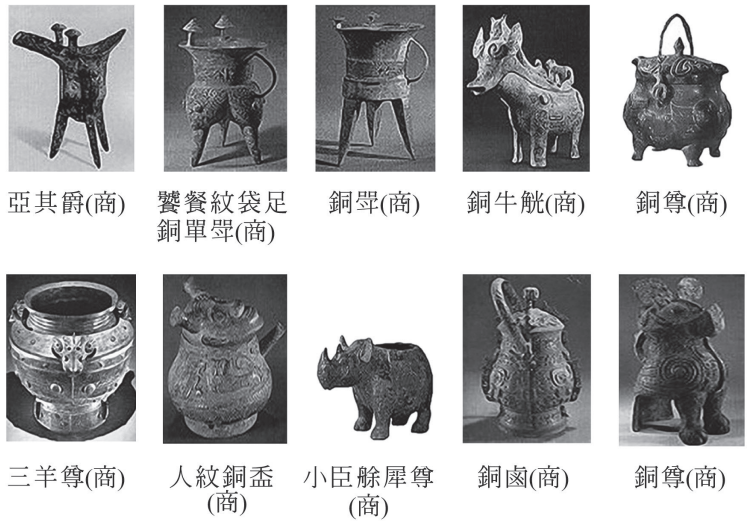 亞其爵(商)
饕餮紋袋足
銅單斝(商)
銅斝(商)
銅牛觥(商)
銅尊(商)
三羊尊(商)
人紋銅盉
(商)
小臣艅犀尊
(商)
銅鹵(商)
銅尊(商)